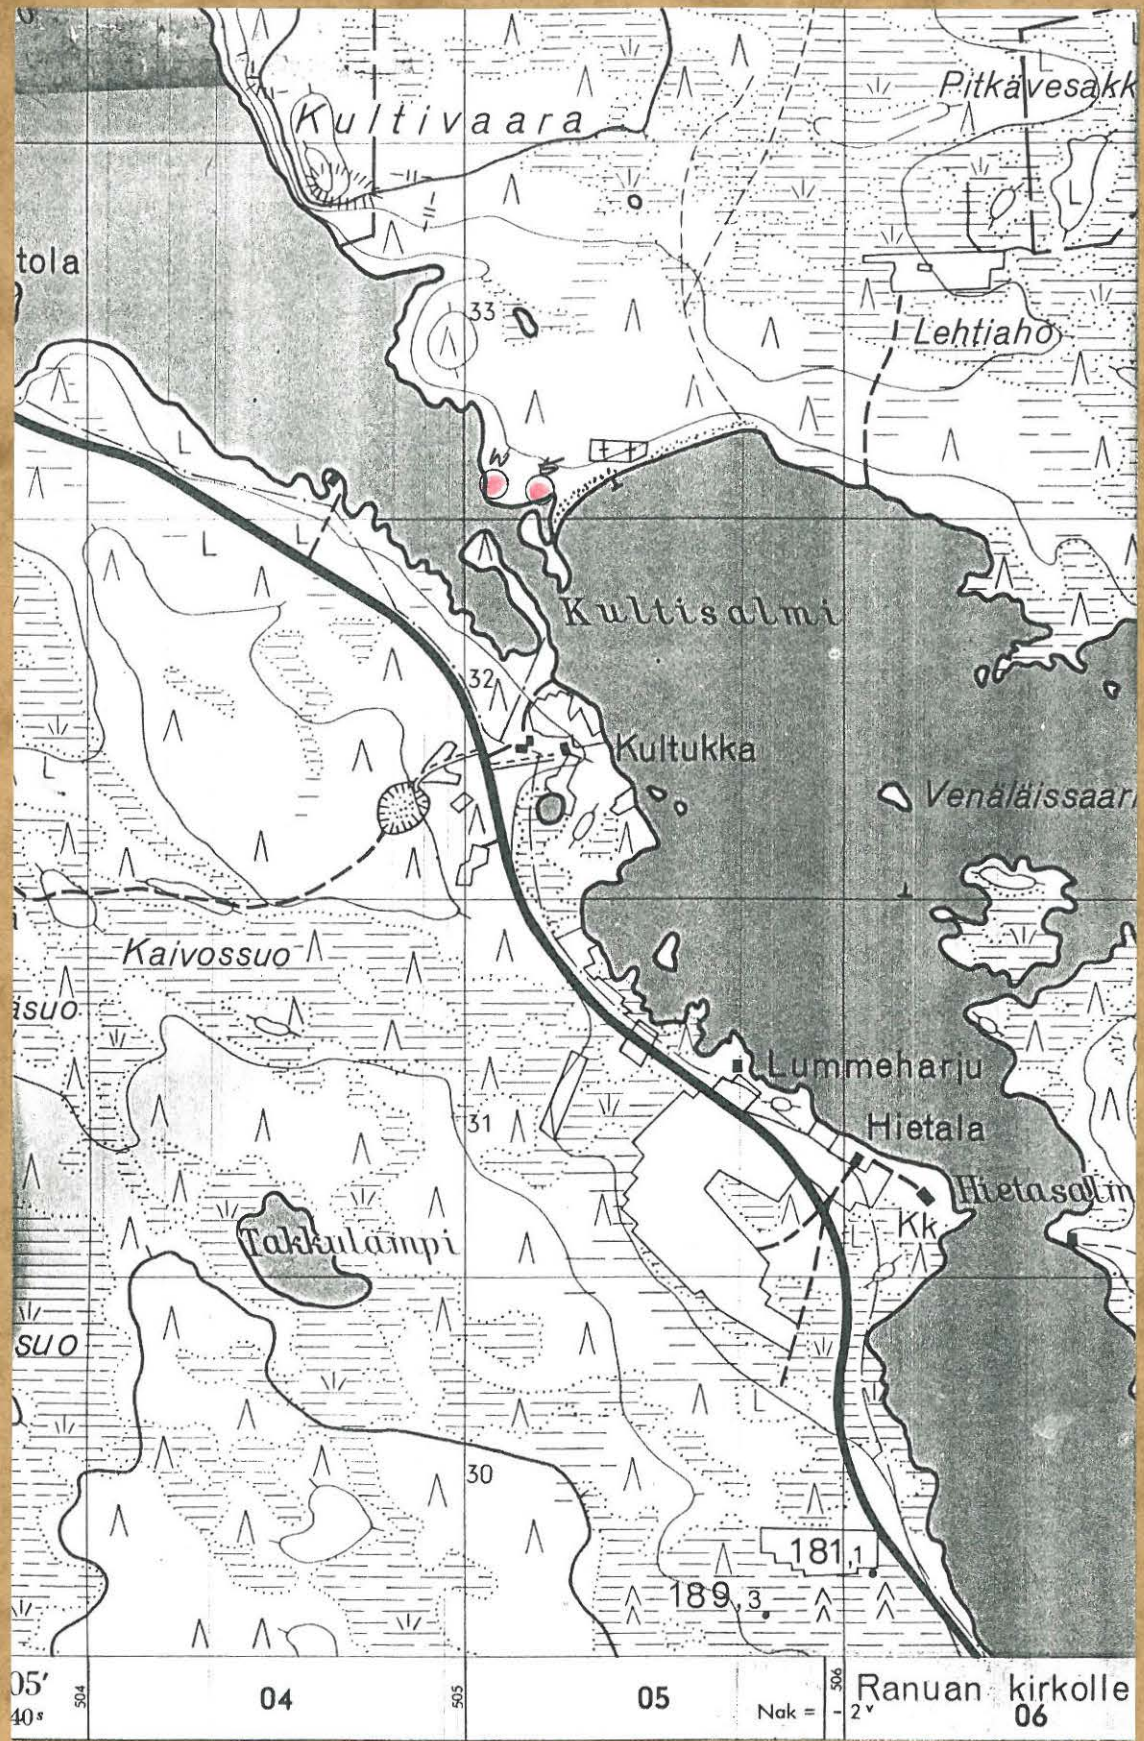 Pitkävesakk
Kultivaara
L
L
tola
33
Lehtiaho
L
W
E
L
L
Kultisalmi
32
Kultukka
L
Venäläissaari
Kaivossuo
äsuo
Lummeharju
31
Hietala
Hietasalm
Takkulampi
Kk
L
suo
L
30
181,1
189,3
05'
40s
504
04
505
05
Nak = - 2v
506
Ranuan kirkolle
06